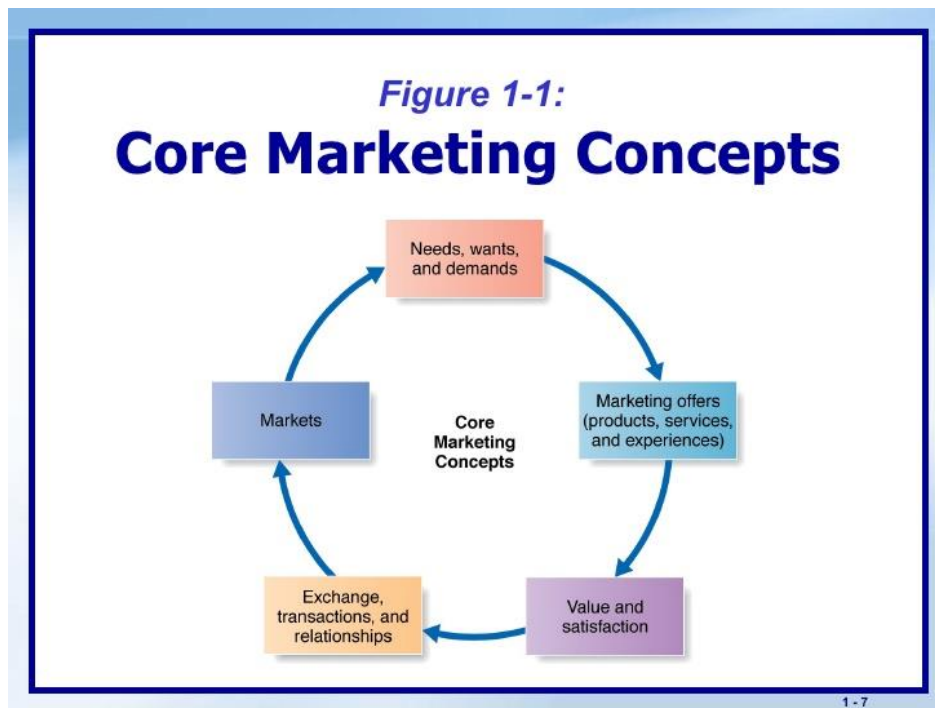 Figure 1-1:
Core Marketing Concepts
Needs, wants,
and demands
Marketing offers
(products, services,
and experiences)
Value and
satisfaction
Exchange,
transactions, and
relationships
Markets
Core
Marketing
Concepts
1 - 7